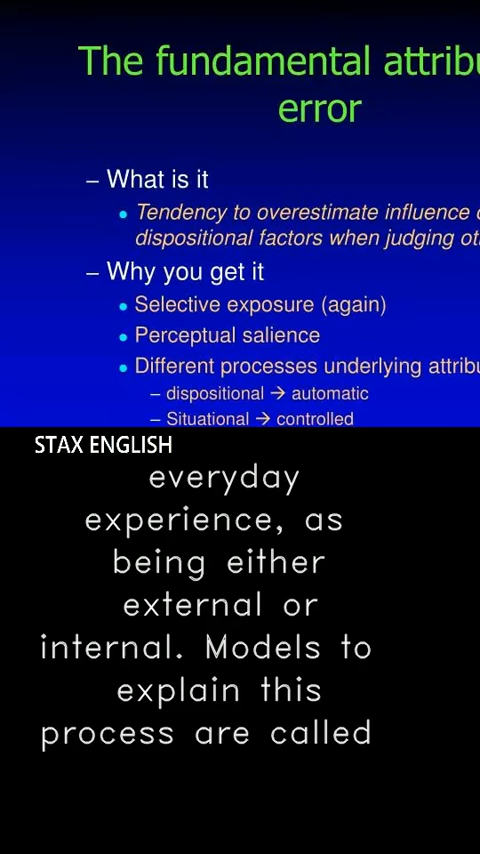 The fundamental attribu
error
– What is it
• Tendency to overestimate influence o
dispositional factors when judging oth
– Why you get it
• Selective exposure (again)
• Perceptual salience
• Different processes underlying attribu
– dispositional → automatic
– Situational → controlled
STAX ENGLISH
everyday
experience, as
being either
external or
internal. Models to
explain this
process are called